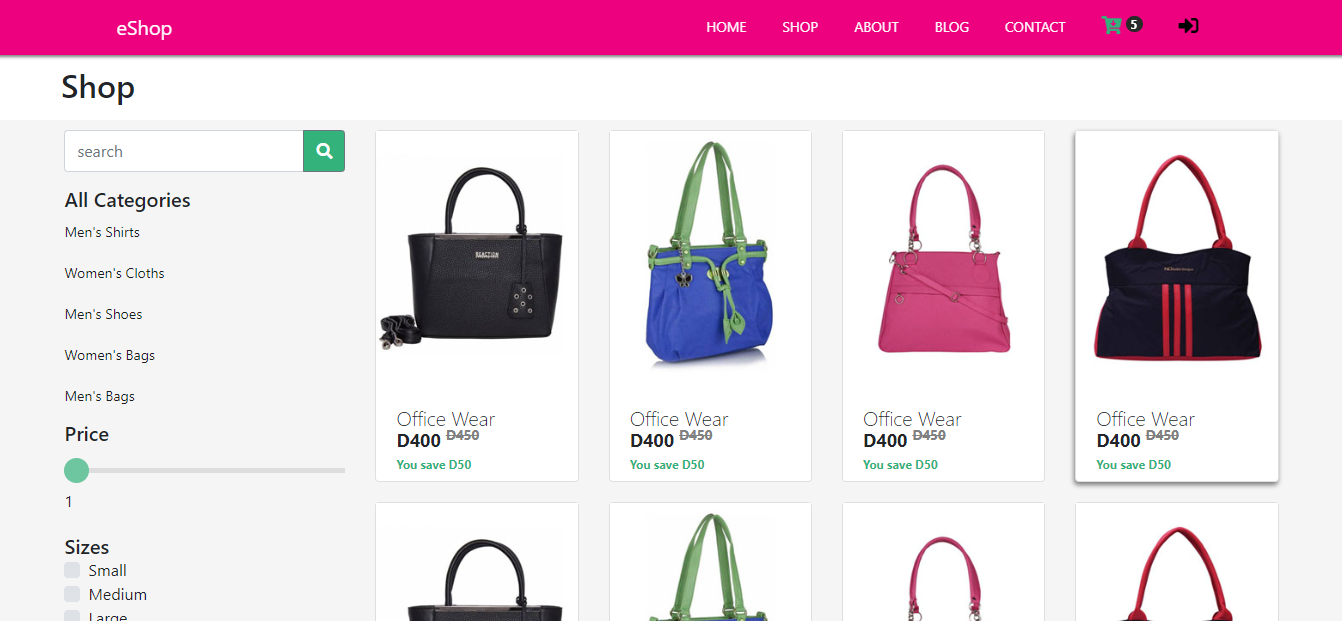 eShop
HOME
SHOP
ABOUT
BLOG
CONTACT
5
Shop
search
All Categories
Men's Shirts
Women's Cloths
Men's Shoes
Women's Bags
Men's Bags
Price
1
Sizes
Small
Medium
Large
REACTION
Office Wear
D400 D450
You save D50
Office Wear
D400 D450
You save D50
Office Wear
D400 D450
You save D50
Office Wear
D400 D450
You save D50